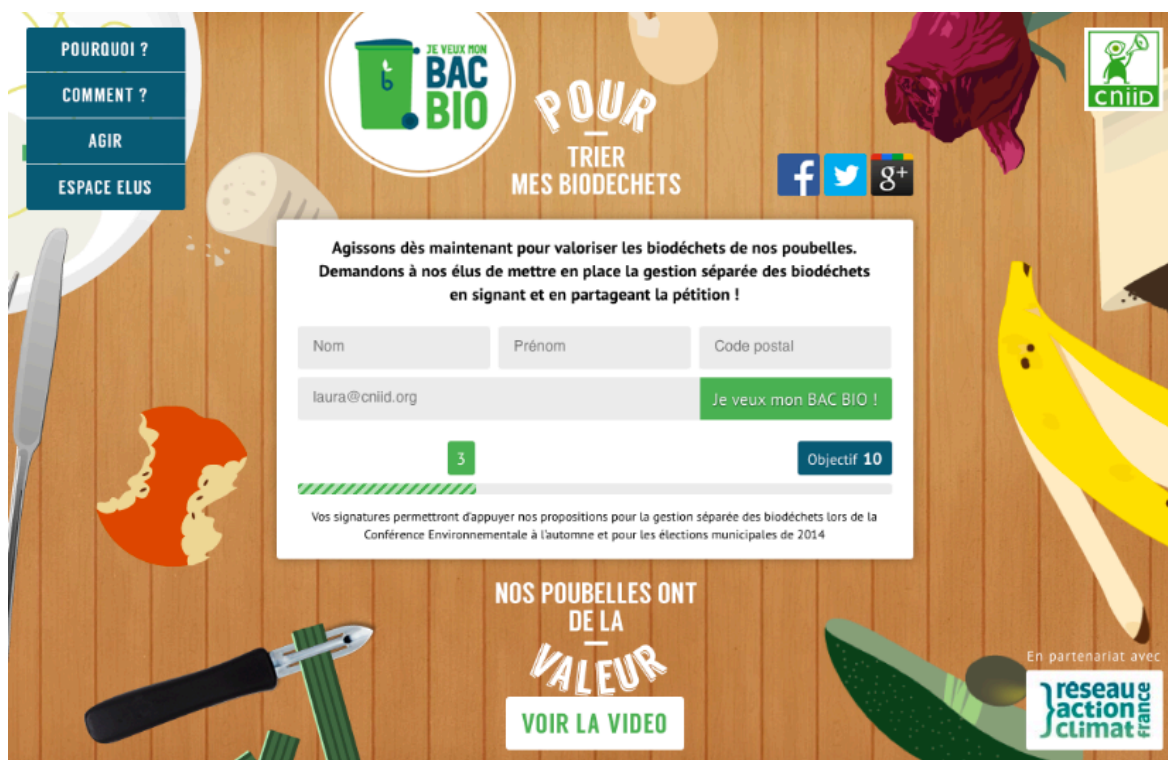 POURQUOI ?
COMMENT ?
AGIR
ESPACE ELUS
JE VEUX MON
BAC
BIO
b
POUR
TRIER
MES BIODECHETS
f
g+
cniiD
Agissons dès maintenant pour valoriser les biodéchets de nos poubelles.
Demandons à nos élus de mettre en place la gestion séparée des biodéchets
en signant et en partageant la pétition !
Nom
Prénom
Code postal
laura@cniid.org
Je veux mon BAC BIO !
3
Objectif 10
Vos signatures permettront d'appuyer nos propositions pour la gestion séparée des biodéchets lors de la
Conférence Environnementale à l'automne et pour les élections municipales de 2014
NOS POUBELLES ONT
DE LA
VALEUR
VOIR LA VIDEO
En partenariat avec
réseau
action
climat
france